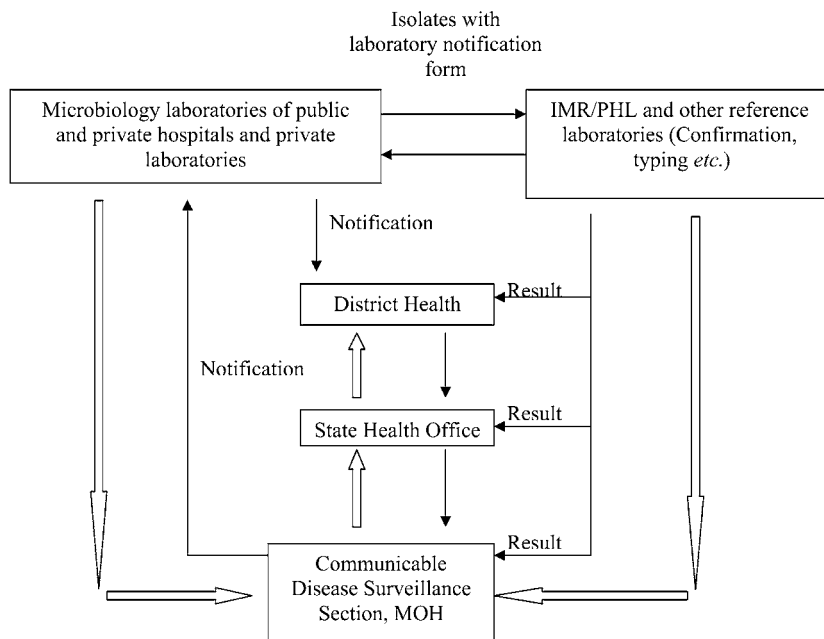 Isolates with
laboratory notification
form
Microbiology laboratories of public
and private hospitals and private
laboratories
IMR/PHL and other reference
laboratories (Confirmation,
typing etc.)
Notification
Result
District Health
Notification
Result
State Health Office
Result
Communicable
Disease Surveillance
Section, MOH